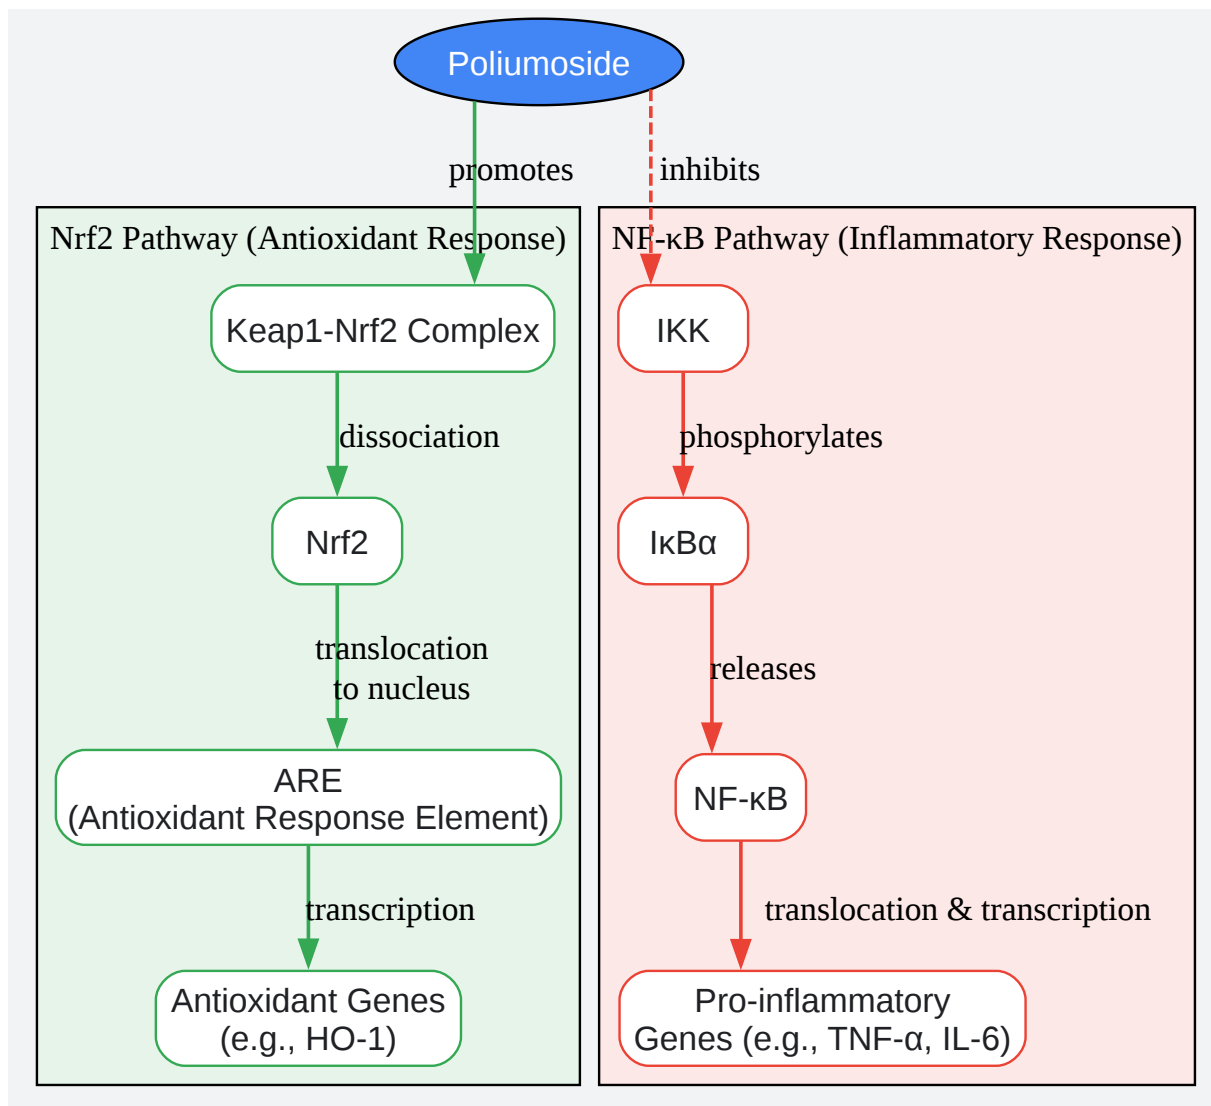 Poliumoside
promotes
inhibits
Nrf2 Pathway (Antioxidant Response)
Keap1-Nrf2 Complex
dissociation
Nrf2
translocation
to nucleus
ARE
(Antioxidant Response Element)
transcription
Antioxidant Genes
(e.g., HO-1)
NF-κB Pathway (Inflammatory Response)
IKK
phosphorylates
IκBα
releases
NF-κB
translocation & transcription
Pro-inflammatory
Genes (e.g., TNF-α, IL-6)